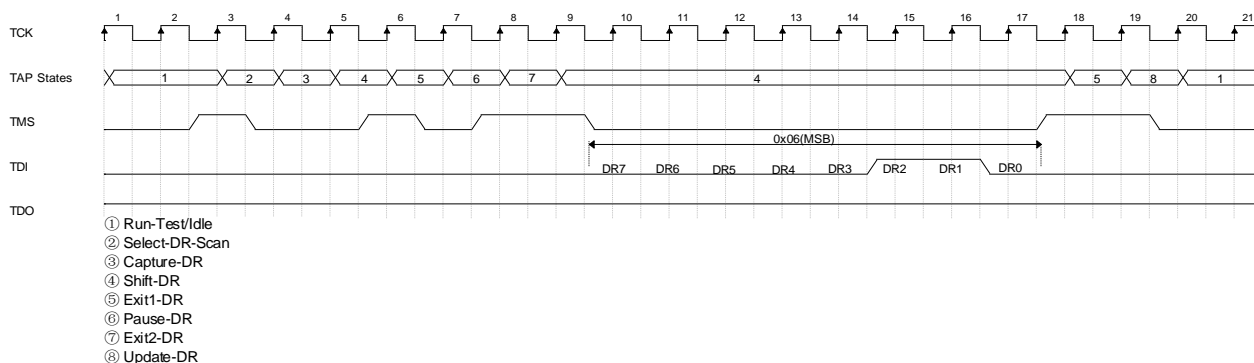 1 2 3 4 5 6 7 8 9 10 11 12 13 14 15 16 17 18 19 20 21
TCK
TAP States 1 2 3 4 5 6 7 4 5 8 1
TMS
0x06(MSB)
TDI DR7 DR6 DR5 DR4 DR3 DR2 DR1 DR0
TDO
① Run-Test/Idle
② Select-DR-Scan
③ Capture-DR
④ Shift-DR
⑤ Exit1-DR
⑥ Pause-DR
⑦ Exit2-DR
⑧ Update-DR